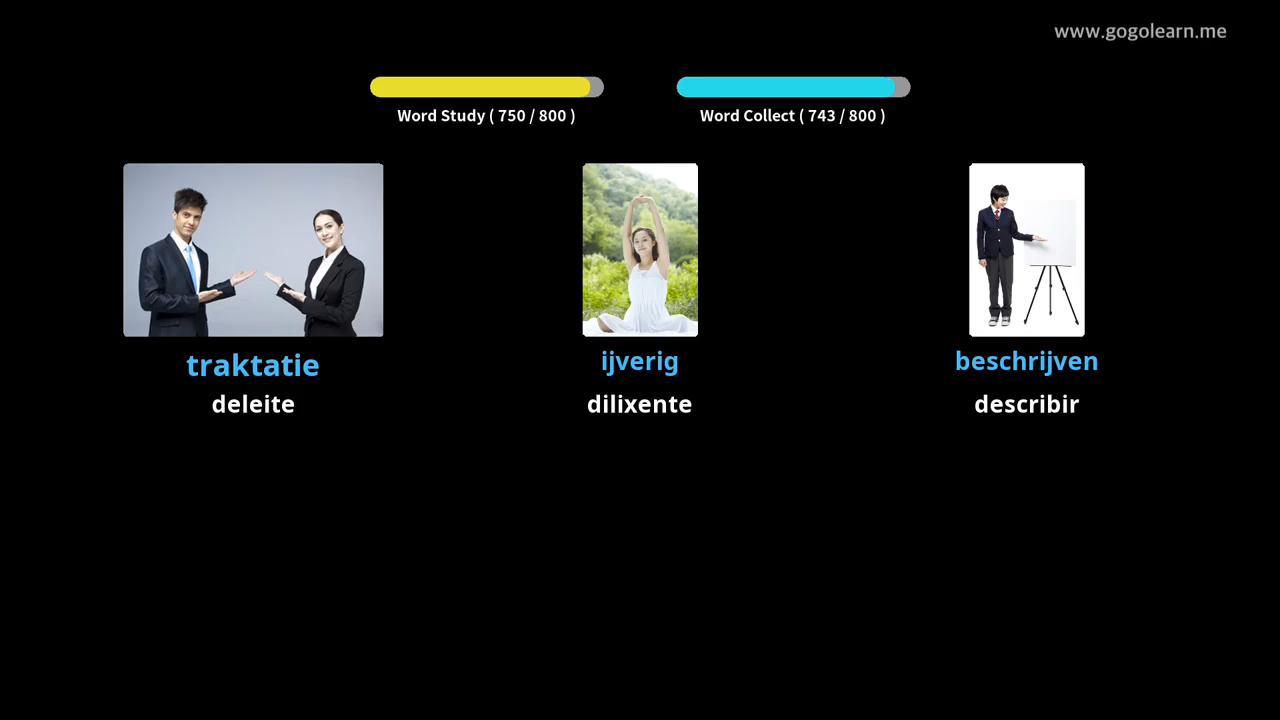 www.gogolearn.me
Word Study ( 750 / 800 )
Word Collect ( 743 / 800 )
traktatie
ijverig
beschrijven
deleite
dilixente
describir